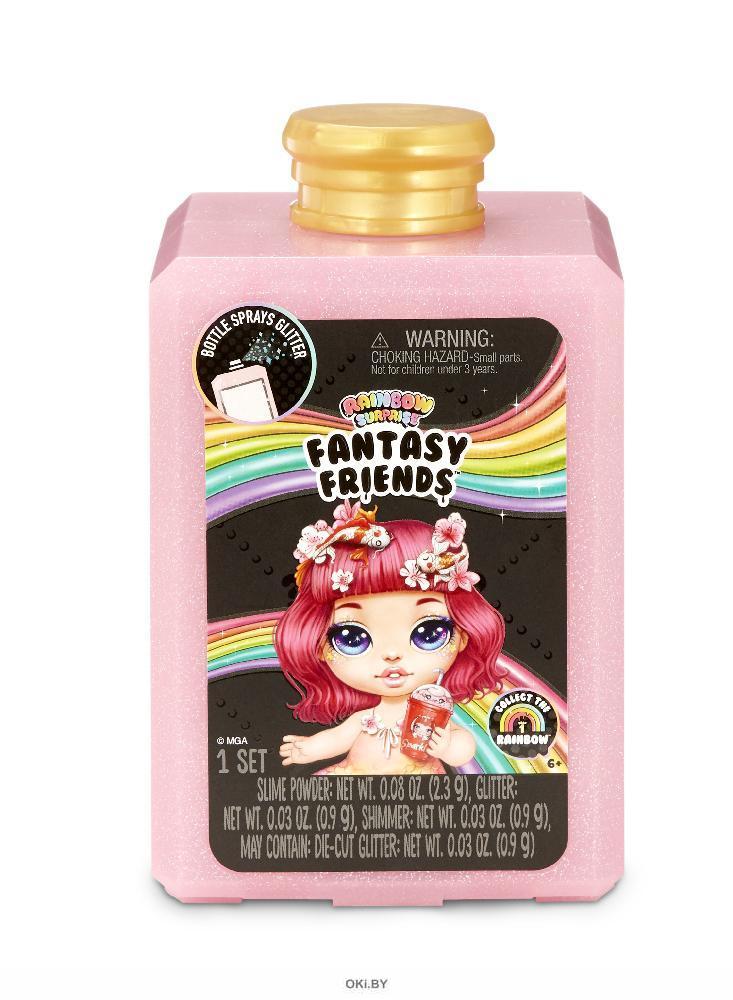 BOTTLE SPRAYS GLITTER
WARNING:
CHOKING HAZARD-Small parts.
Not for children under 3 years.
RAINBOW
SURPRISE
FANTASY
FRIENDS™
COLLECT THE
RAINBOW
© MGA
6+
1 SET
SLIME POWDER: NET WT. 0.08 OZ. (2.3 g), GLITTER:
NET WT. 0.03 OZ. (0.9 g), SHIMMER: NET WT. 0.03 OZ. (0.9 g),
MAY CONTAIN: DIE-CUT GLITTER: NET WT. 0.03 OZ. (0.9 g)
OKi.BY